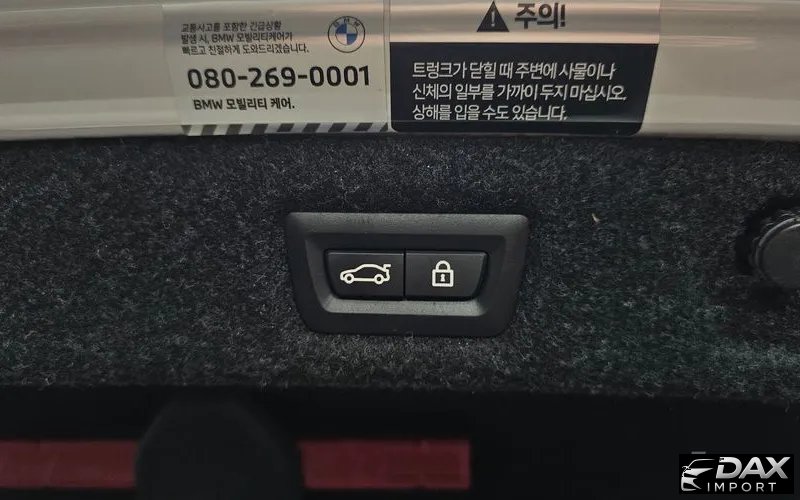 교통사고를 포함한 긴급상황
발생 시, BMW 모빌리티케어가
빠르고 친절하게 도와드리겠습니다.
080-269-0001
BMW 모빌리티 케어.
BMW
주의!
트렁크가 닫힐 때 주변에 사물이나
신체의 일부를 가까이 두지 마십시오.
상해를 입을 수도 있습니다.
DAX
IMPORT